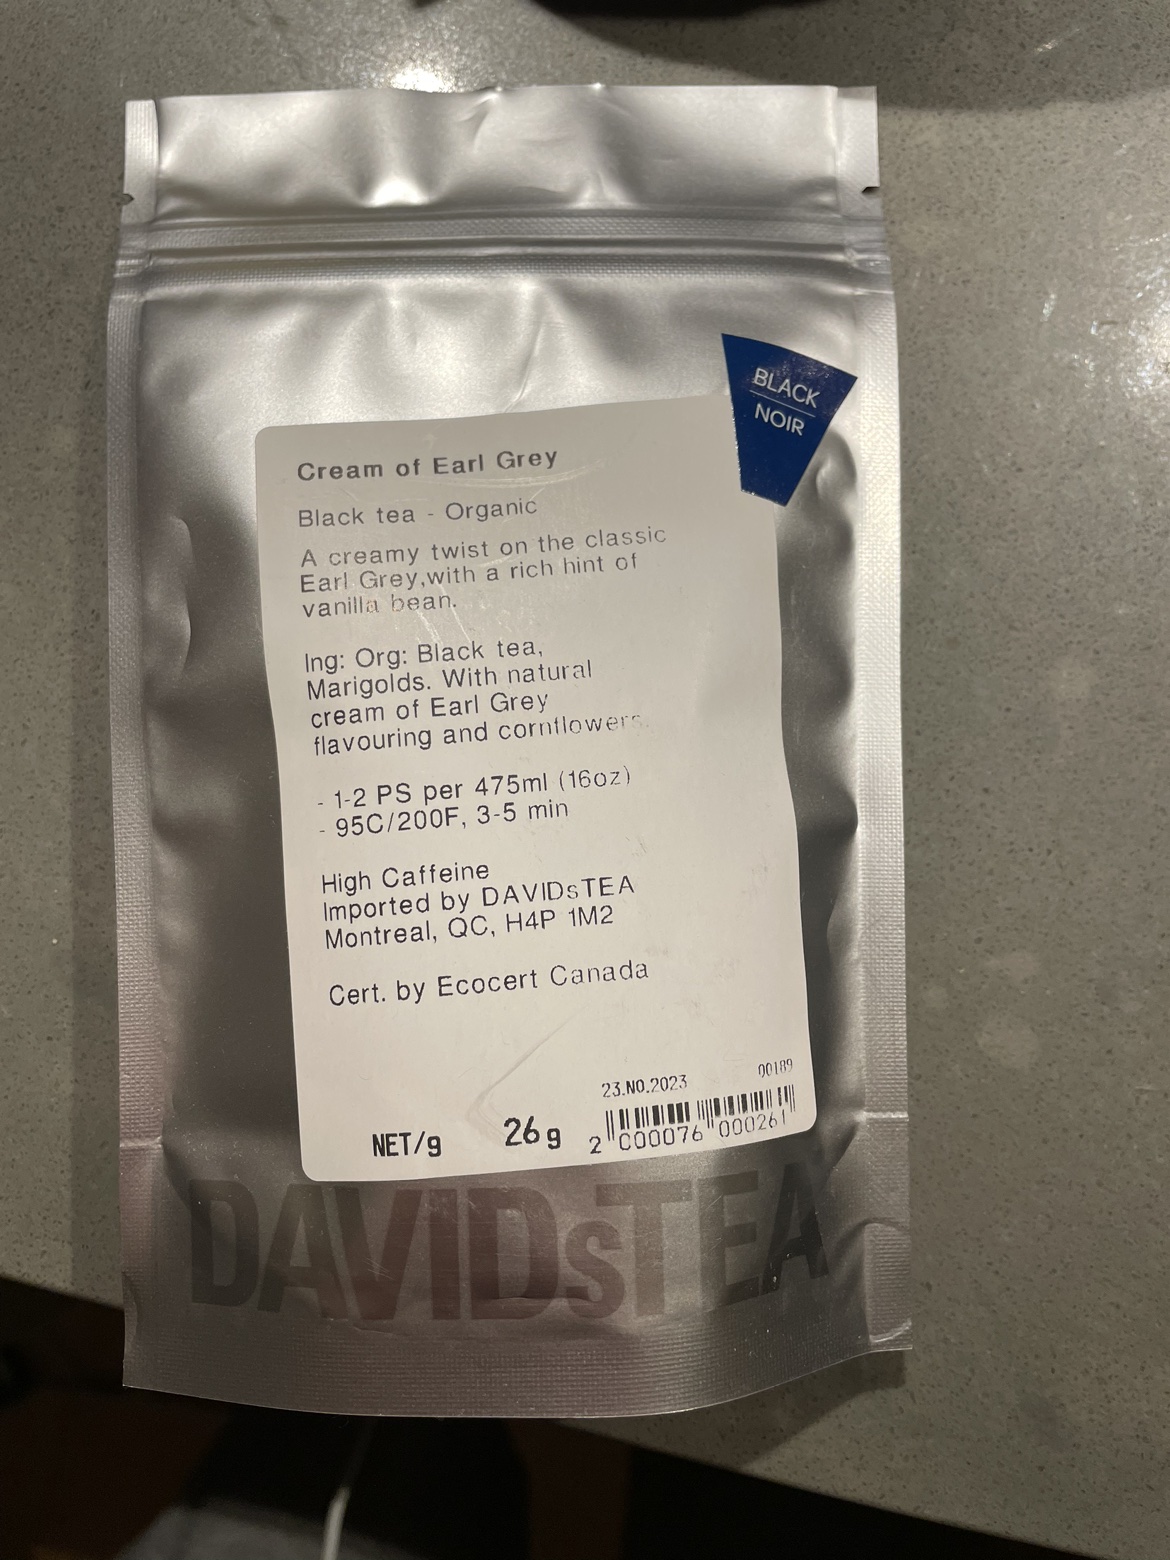 BLACK
NOIR
Cream of Earl Grey
Black tea - Organic
A creamy twist on the classic
Earl Grey,with a rich hint of
vanilla bean.
Ing: Org: Black tea,
Marigolds. With natural
cream of Earl Grey
flavouring and cornflowers.
- 1-2 PS per 475ml (16oz)
- 95C/200F, 3-5 min
High Caffeine
Imported by DAVIDsTEA
Montreal, QC, H4P 1M2
Cert. by Ecocert Canada
23.NO.2023 00189
NET/g 26g 2 000076 000261
DAVIDsTEA